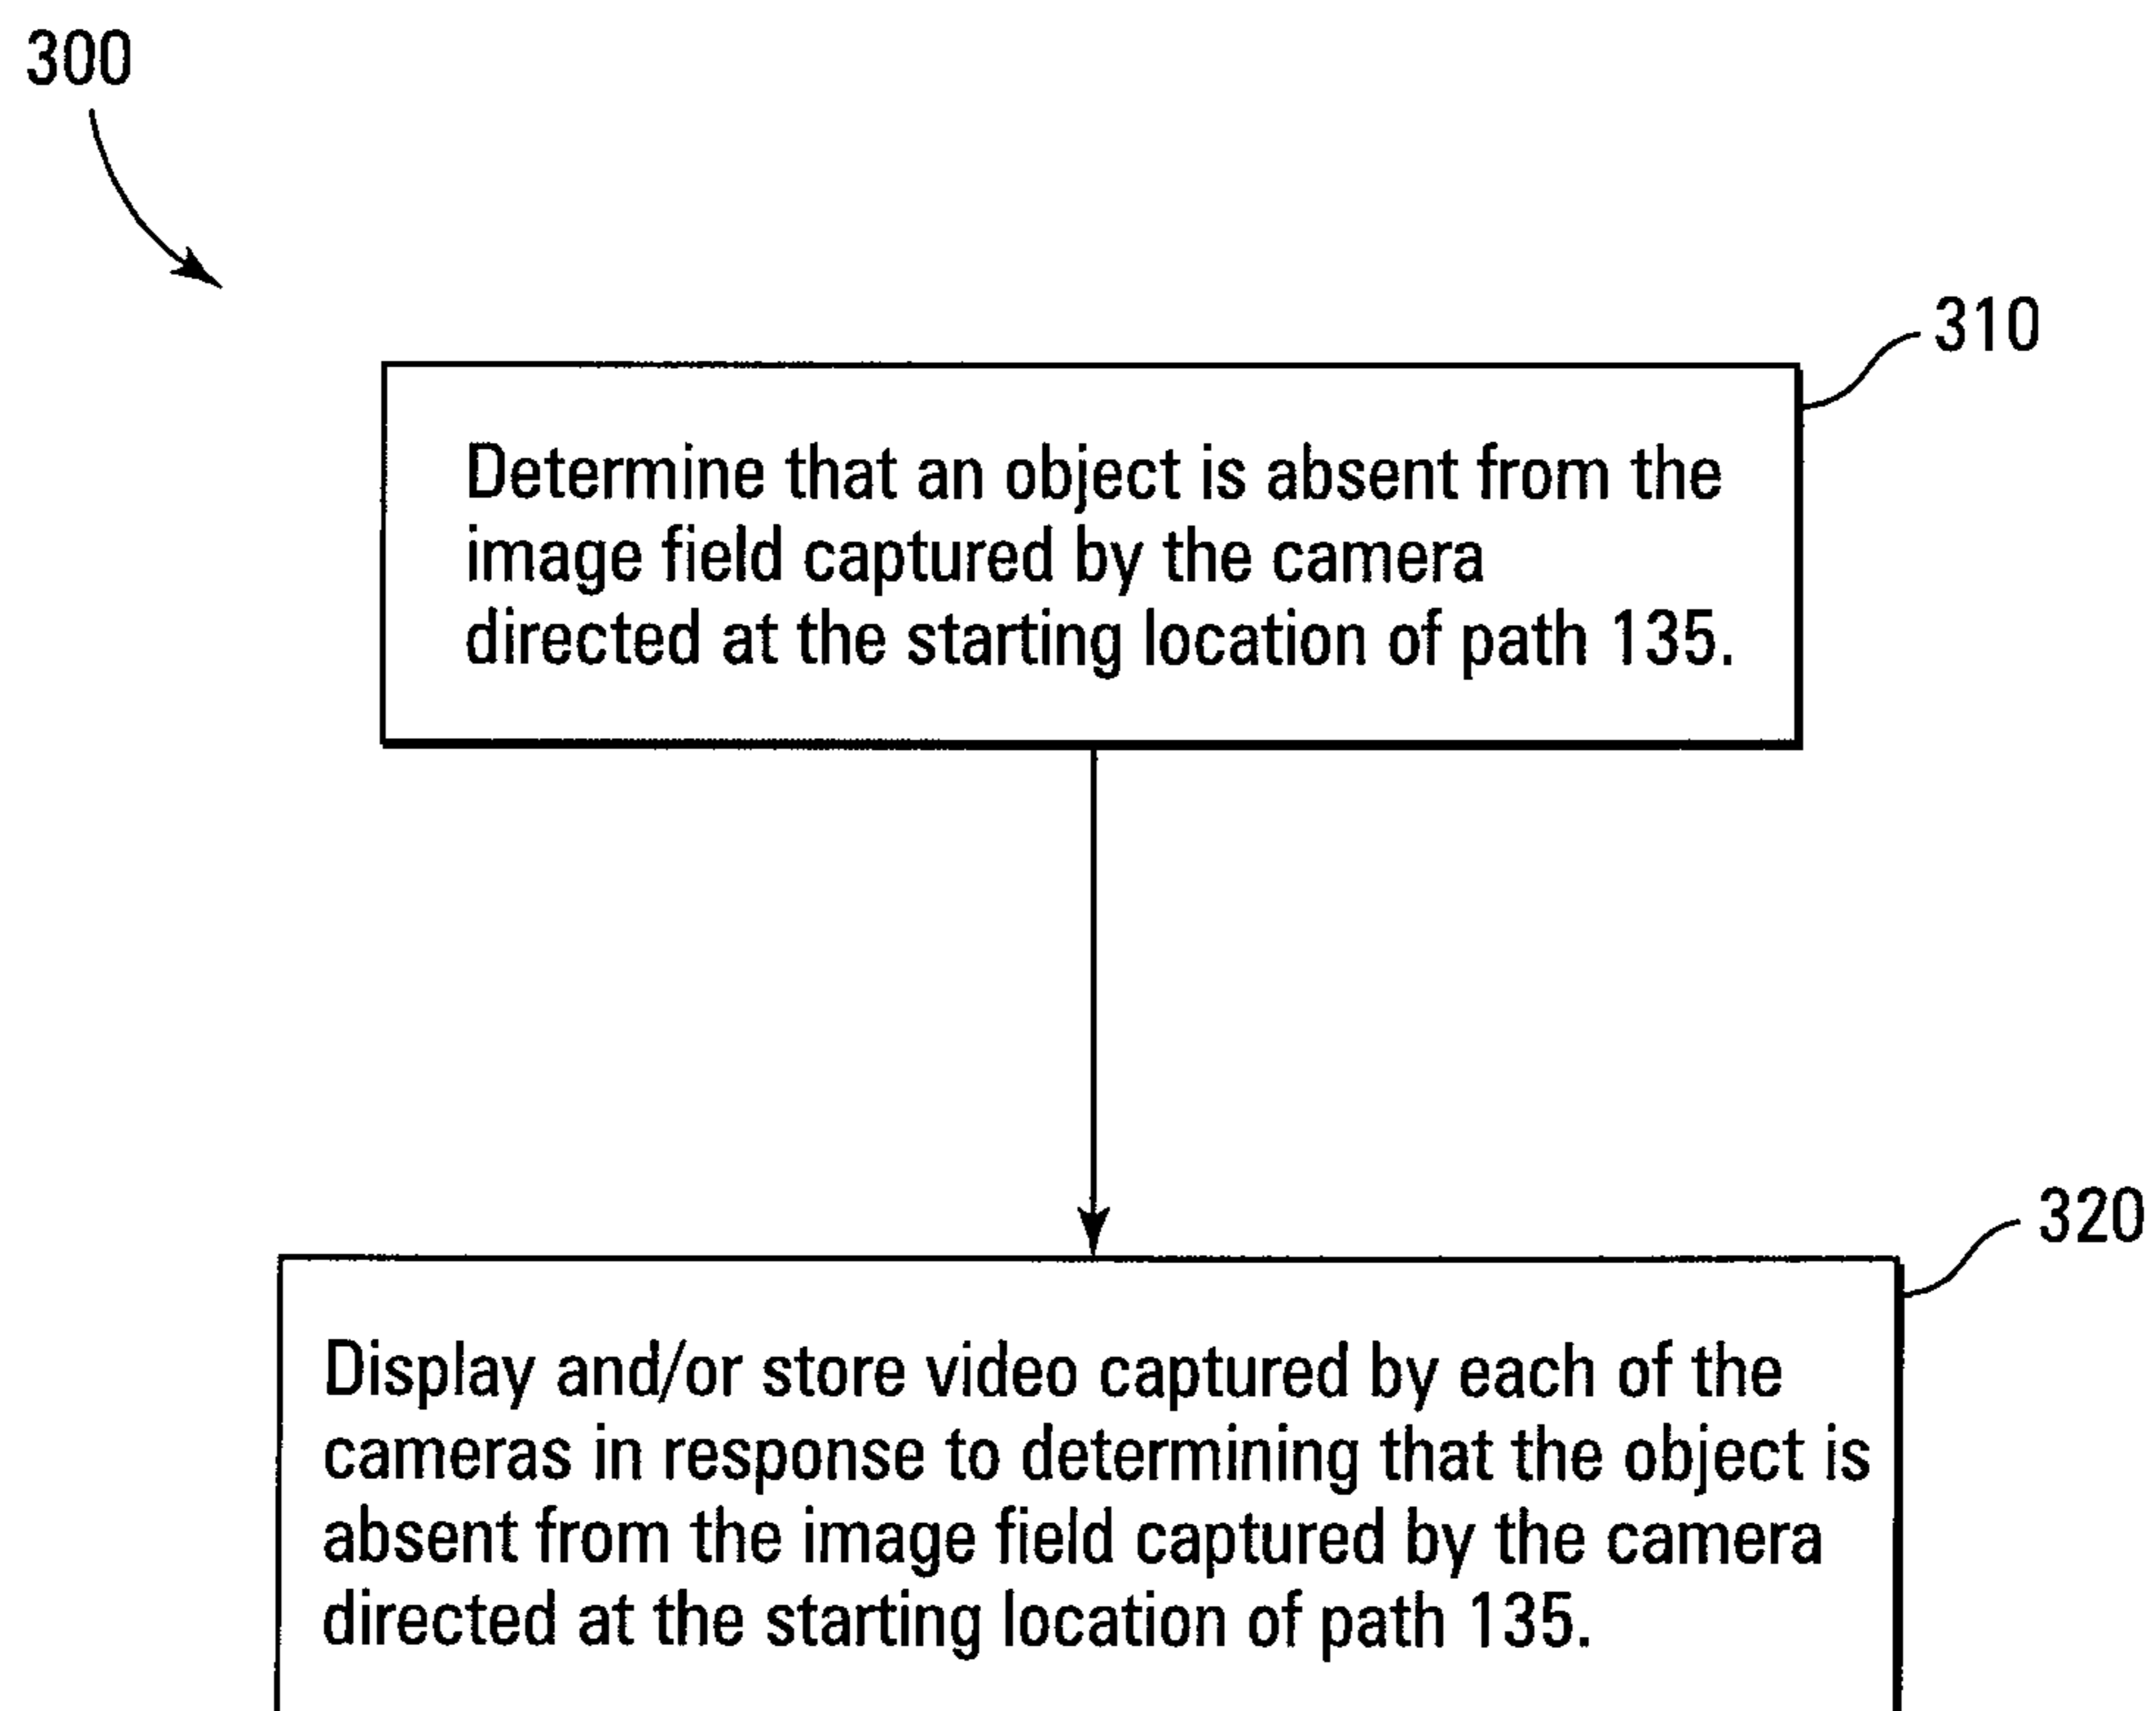 300
310
Determine that an object is absent from the
image field captured by the camera
directed at the starting location of path 135.
320
Display and/or store video captured by each of the
cameras in response to determining that the object is
absent from the image field captured by the camera
directed at the starting location of path 135.